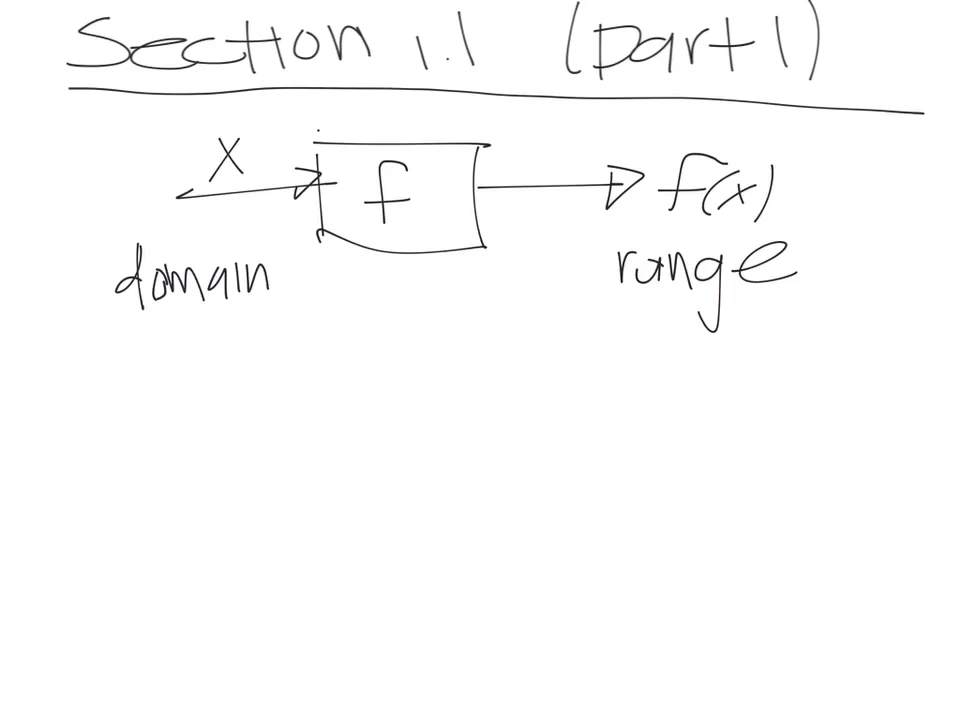 Section 1.1 (part 1)
x f f(x)
domain range